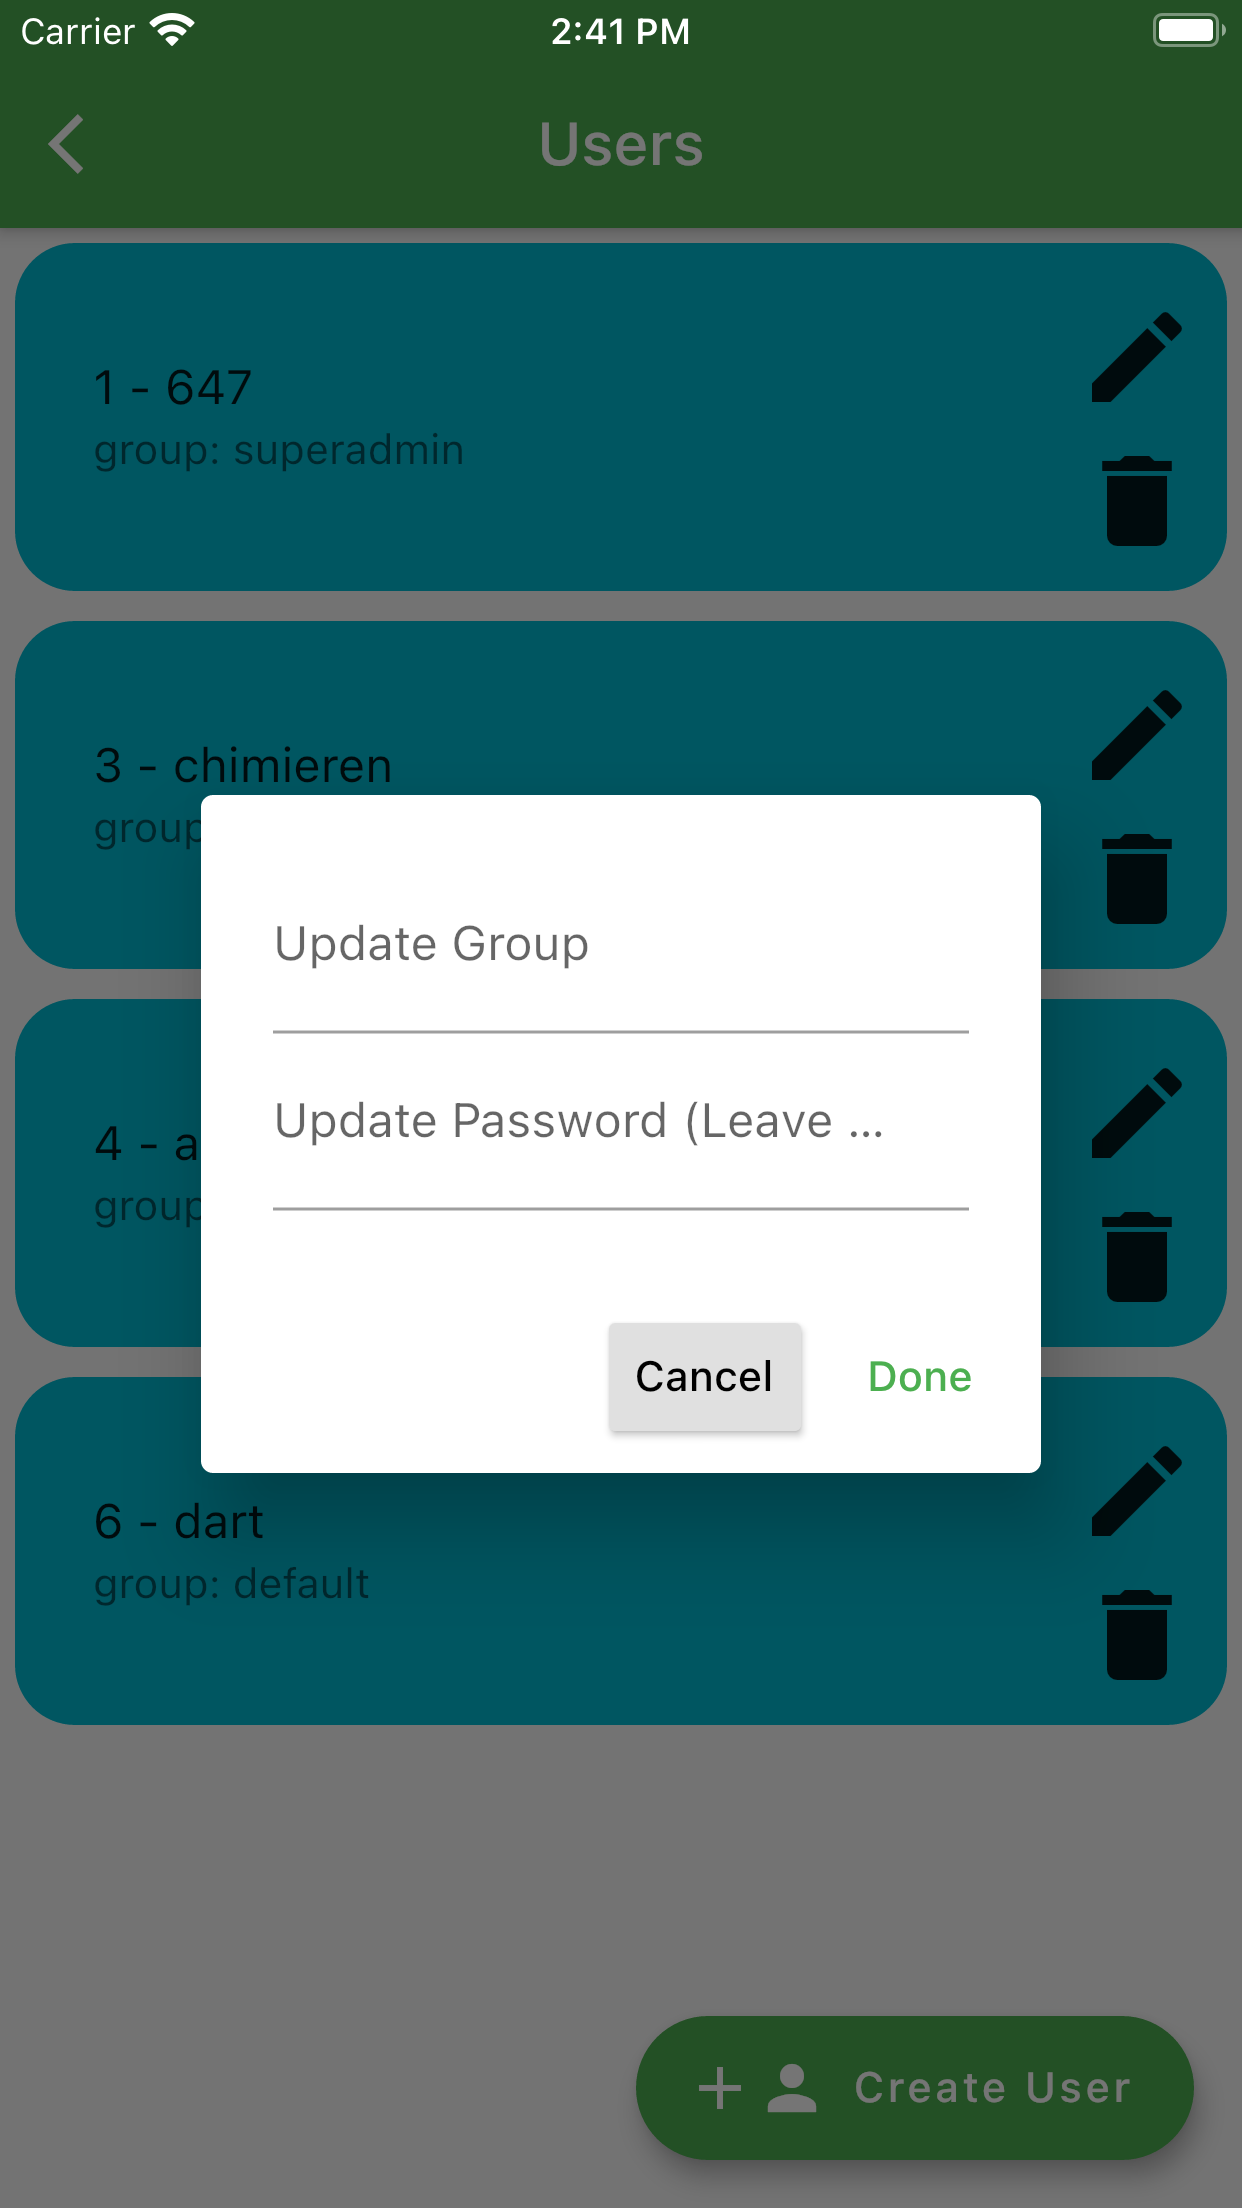 Carrier 2:41 PM
Users
1 - 647
group: superadmin
3 - chimieren
group
Update Group
Update Password (Leave ...
4 - a
group
Cancel Done
6 - dart
group: default
Create User